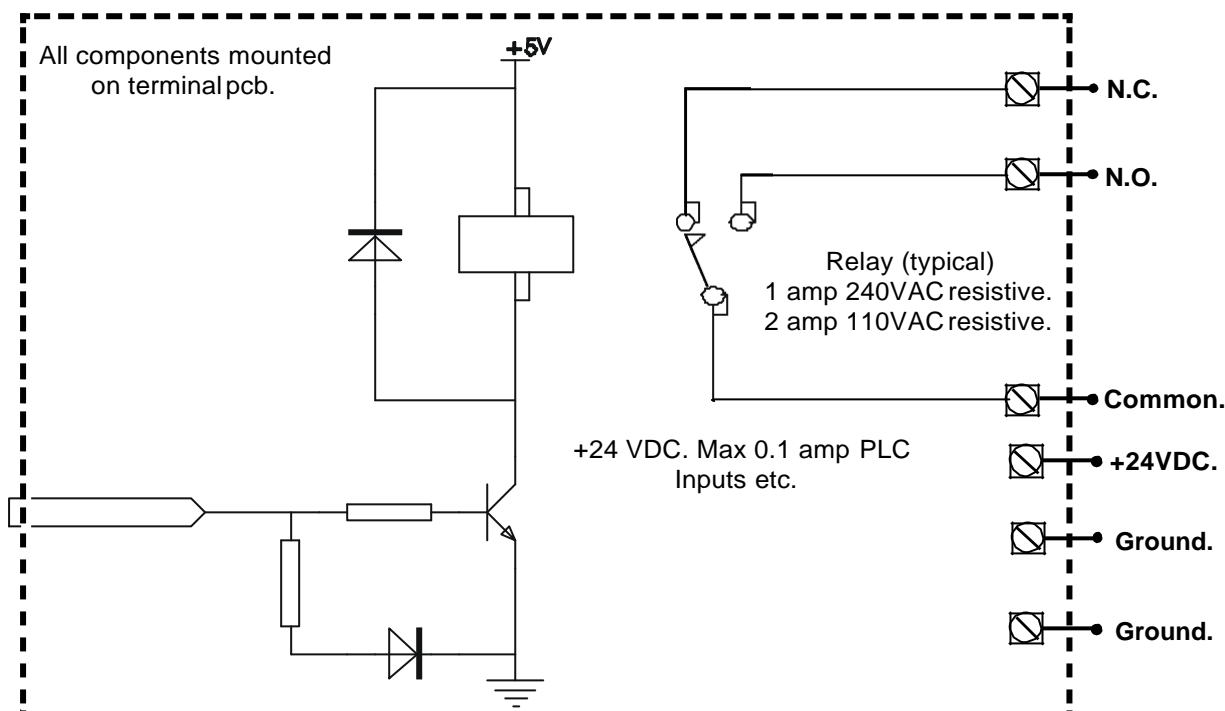 All components mounted
on terminal pcb.
+5V
N.C.
N.O.
Relay (typical)
1 amp 240VAC resistive.
2 amp 110VAC resistive.
Common.
+24 VDC. Max 0.1 amp PLC
Inputs etc.
+24VDC.
Ground.
Ground.